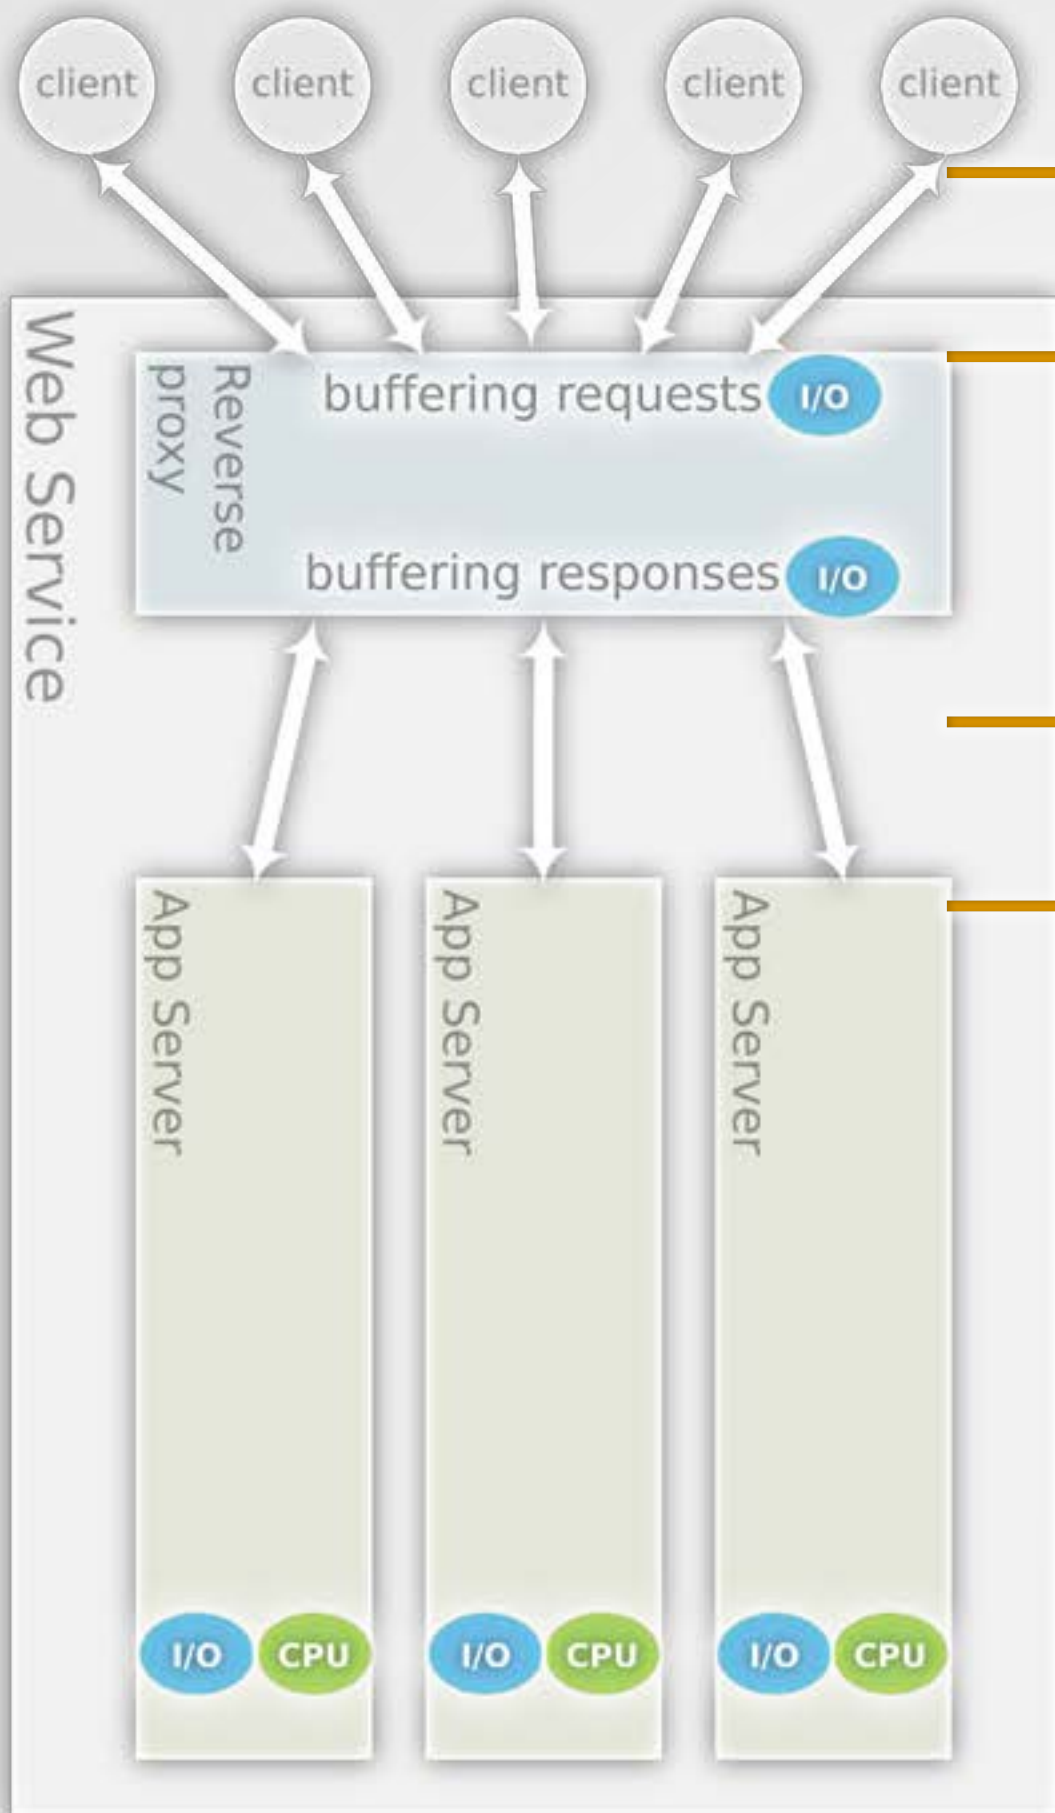 client
client
client
client
client
Web Service
Reverse
proxy
buffering requests
I/O
buffering responses
I/O
App Server
App Server
App Server
I/O
CPU
I/O
CPU
I/O
CPU